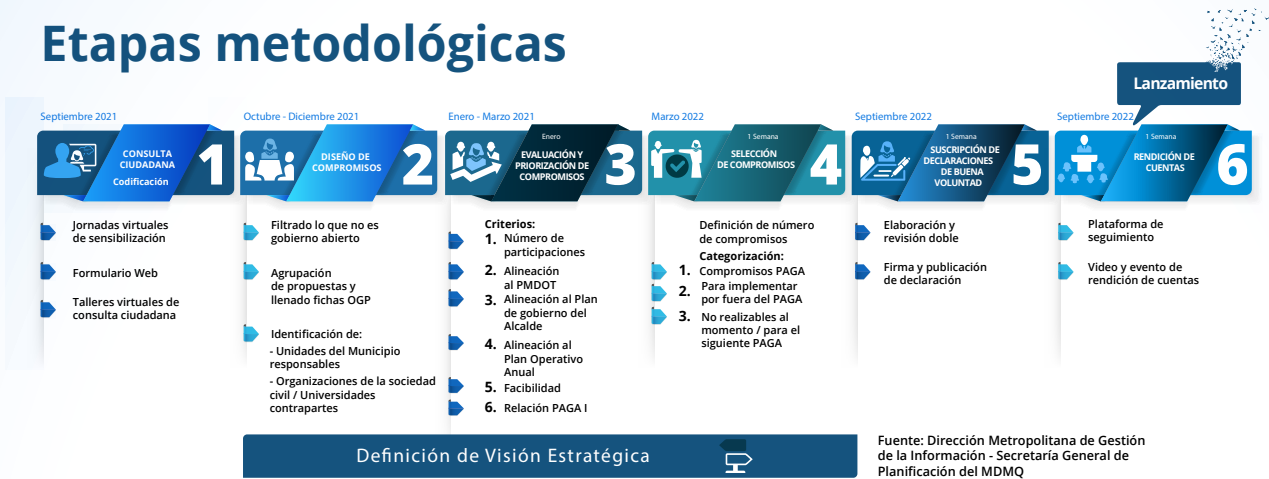 Etapas metodológicas
Lanzamiento
Septiembre 2021
CONSULTA
CIUDADANA
Codificación
1
Jornadas virtuales
de sensibilización
Formulario Web
Talleres virtuales de
consulta ciudadana
Octubre - Diciembre 2021
DISEÑO DE
COMPROMISOS
2
Filtrado lo que no es
gobierno abierto
Agrupación
de propuestas y
llenado fichas OGP
Identificación de:
- Unidades del Municipio
responsables
- Organizaciones de la sociedad
civil / Universidades
contrapartes
Enero - Marzo 2021
Enero
EVALUACIÓN Y
PRIORIZACIÓN DE
COMPROMISOS
3
Criterios:
1. Número de
participaciones
2. Alineación
al PMDOT
3. Alineación al Plan
de gobierno del
Alcalde
4. Alineación al
Plan Operativo
Anual
5. Facibilidad
6. Relación PAGA I
Marzo 2022
1 Semana
SELECCIÓN
DE COMPROMISOS
4
Definición de número
de compromisos
Categorización:
1. Compromisos PAGA
2. Para implementar
por fuera del PAGA
3. No realizables al
momento / para el
siguiente PAGA
Septiembre 2022
1 Semana
SUSCRIPCIÓN DE
DECLARACIONES
DE BUENA
VOLUNTAD
5
Elaboración y
revisión doble
Firma y publicación
de declaración
Septiembre 2022
1 Semana
RENDICIÓN DE
CUENTAS
6
Plataforma de
seguimiento
Video y evento de
rendición de cuentas
Definición de Visión Estratégica
Fuente: Dirección Metropolitana de Gestión
de la Información - Secretaría General de
Planificación del MDMQ